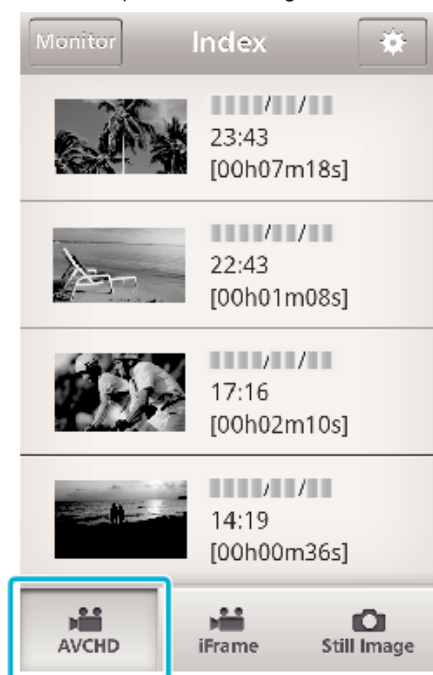 Monitor Index
23:43
[00h07m18s]
22:43
[00h01m08s]
17:16
[00h02m10s]
14:19
[00h00m36s]
AVCHD iFrame Still Image